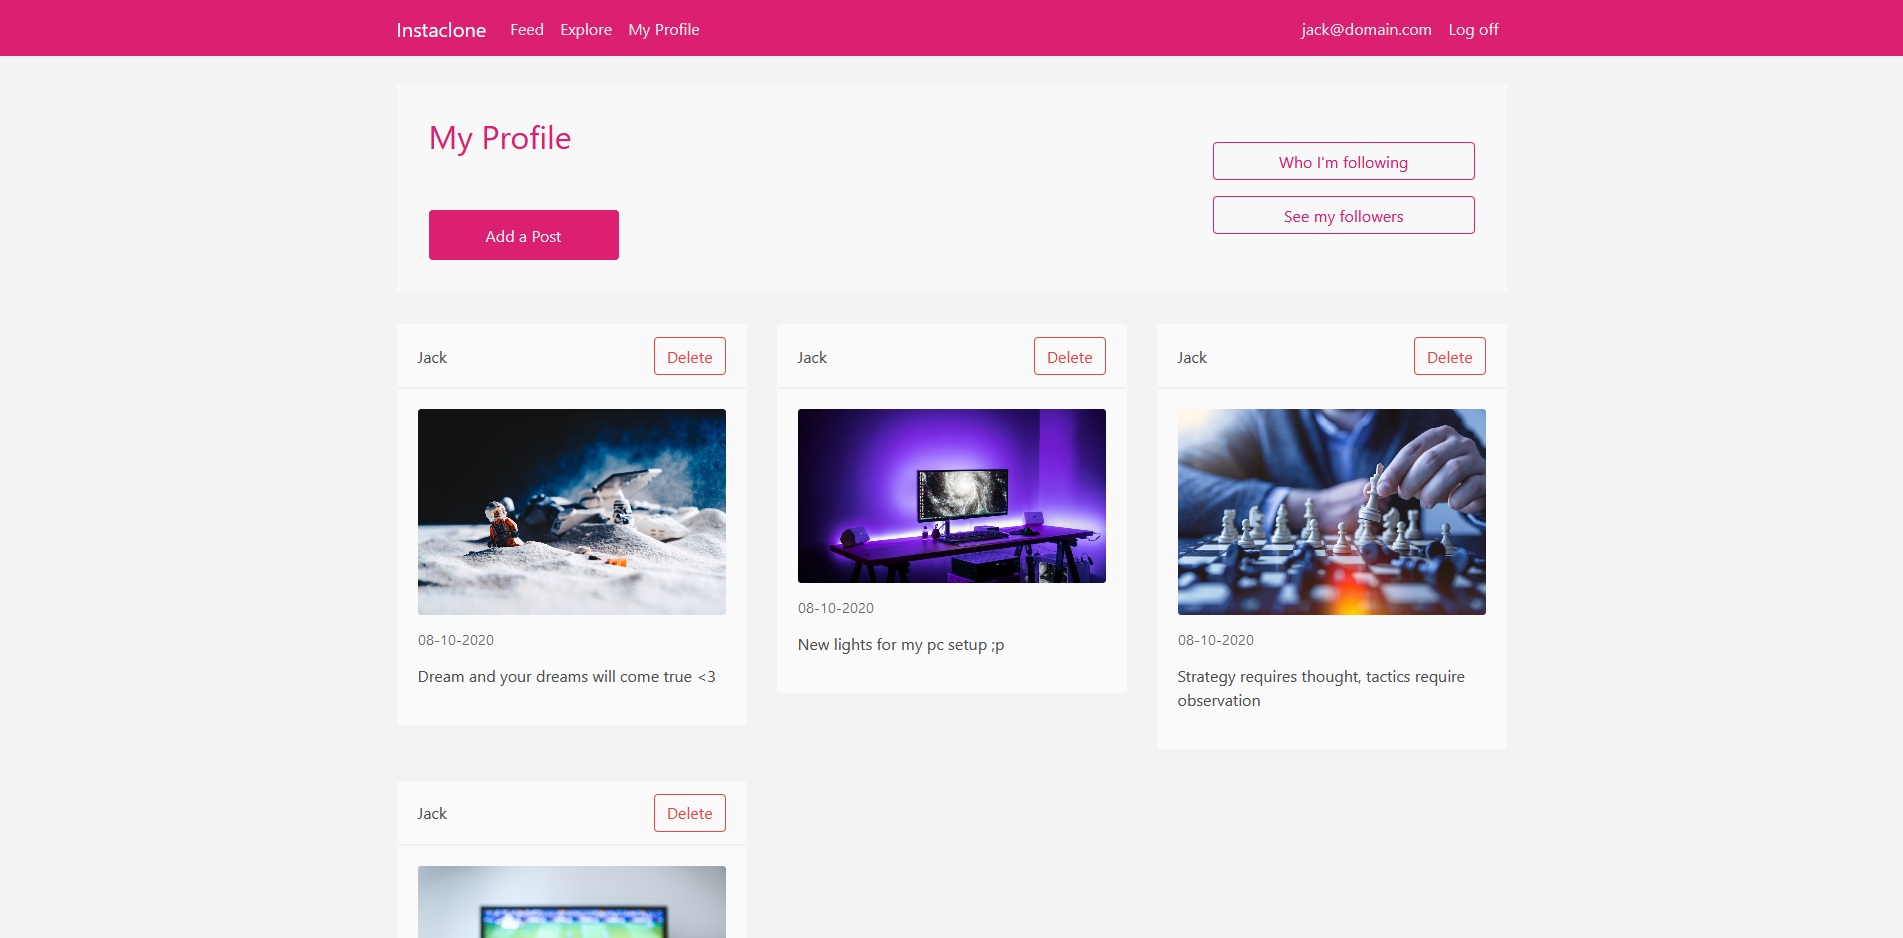 Instaclone Feed Explore My Profile jack@domain.com Log off
My Profile
Who I'm following
See my followers
Add a Post
Jack Delete
08-10-2020
Dream and your dreams will come true <3
Jack Delete
08-10-2020
New lights for my pc setup ;p
Jack Delete
08-10-2020
Strategy requires thought, tactics require
observation
Jack Delete